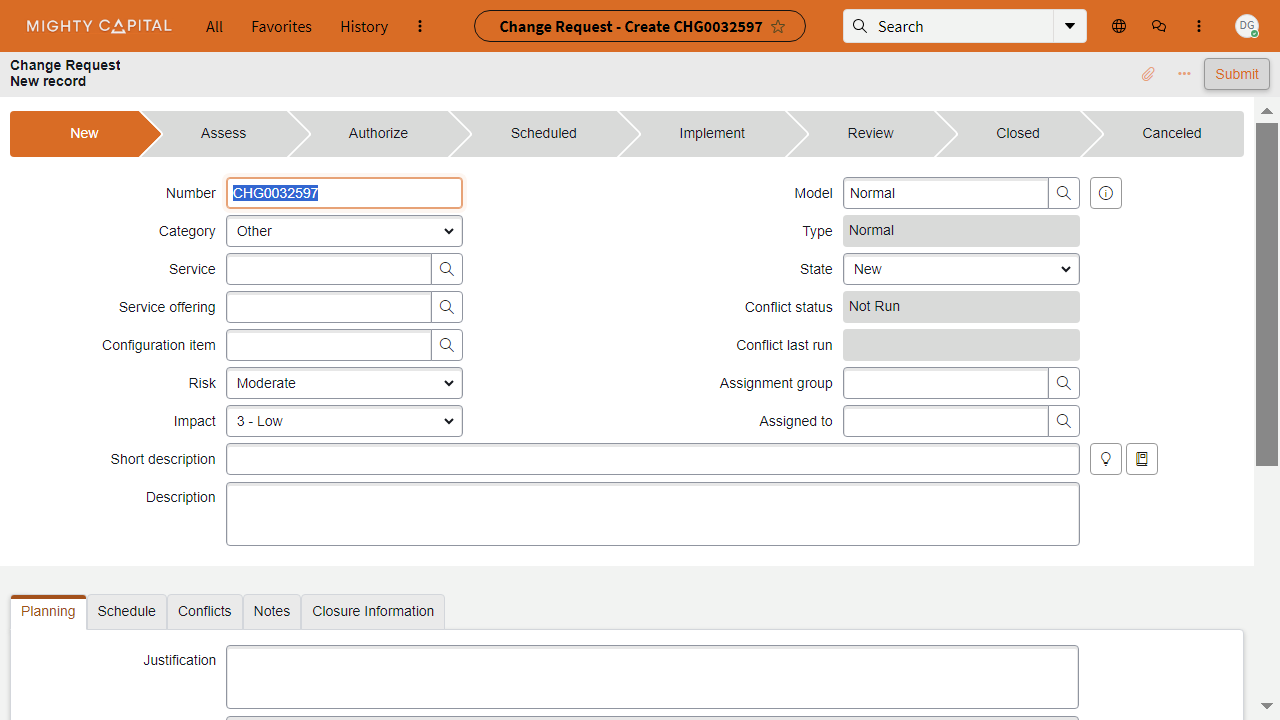 MIGHTY CAPITAL
All
Favorites
History
Change Request - Create CHG0032597
Search
DG
Change Request
New record
Submit
New
Assess
Authorize
Scheduled
Implement
Review
Closed
Canceled
Number
CHG0032597
Model
Normal
Category
Other
Type
Normal
Service
State
New
Service offering
Conflict status
Not Run
Configuration item
Conflict last run
Risk
Moderate
Assignment group
Impact
3 - Low
Assigned to
Short description
Description
Planning
Schedule
Conflicts
Notes
Closure Information
Justification